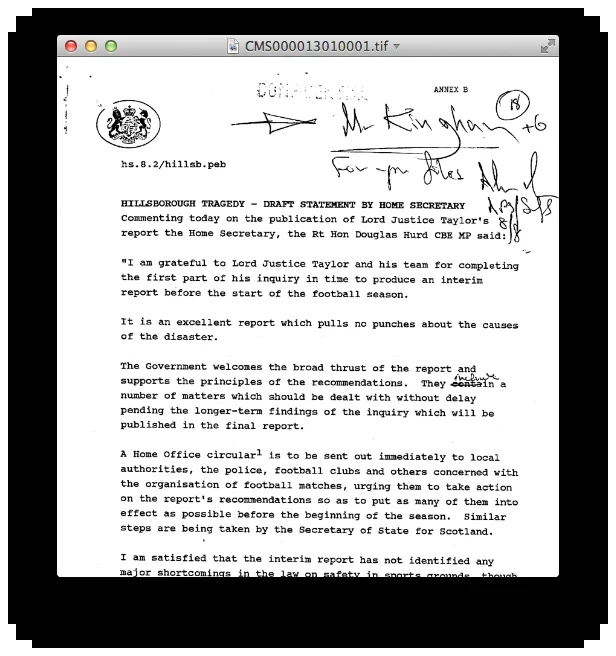 CMS000013010001.tif
CONFIDENTIAL
ANNEX B
18
Mr Kingham +6
hs.8.2/hillsb.peb
For your files
HILLSBOROUGH TRAGEDY - DRAFT STATEMENT BY HOME SECRETARY
Commenting today on the publication of Lord Justice Taylor's
report the Home Secretary, the Rt Hon Douglas Hurd CBE MP said:
8/8
"I am grateful to Lord Justice Taylor and his team for completing
the first part of his inquiry in time to produce an interim
report before the start of the football season.
It is an excellent report which pulls no punches about the causes
of the disaster.
The Government welcomes the broad thrust of the report and
include
supports the principles of the recommendations. They contain a
number of matters which should be dealt with without delay
pending the longer-term findings of the inquiry which will be
published in the final report.
A Home Office circular1 is to be sent out immediately to local
authorities, the police, football clubs and others concerned with
the organisation of football matches, urging them to take action
on the report's recommendations so as to put as many of them into
effect as possible before the beginning of the season. Similar
steps are being taken by the Secretary of State for Scotland.
I am satisfied that the interim report has not identified any
major shortcomings in the law on safety in sports grounds, though